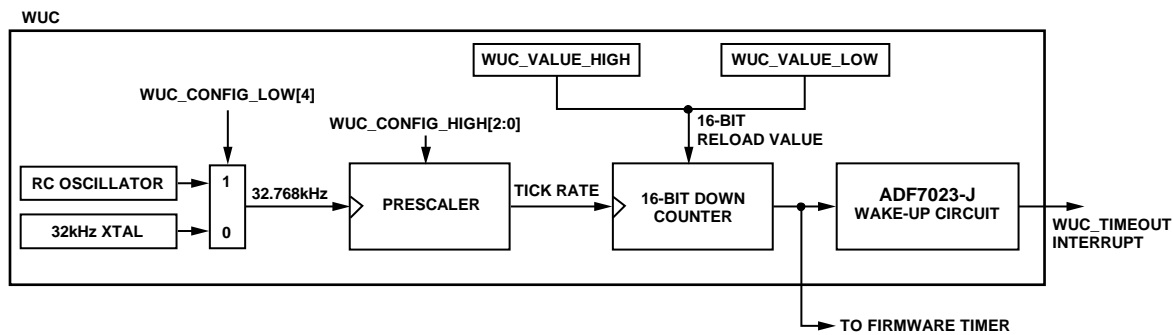 WUC
WUC_VALUE_HIGH
WUC_VALUE_LOW
WUC_CONFIG_LOW[4]
WUC_CONFIG_HIGH[2:0]
16-BIT
RELOAD VALUE
RC OSCILLATOR
1
32.768kHz
PRESCALER
TICK RATE
16-BIT DOWN
COUNTER
ADF7023-J
WAKE-UP CIRCUIT
32kHz XTAL
0
WUC_TIMEOUT
INTERRUPT
TO FIRMWARE TIMER